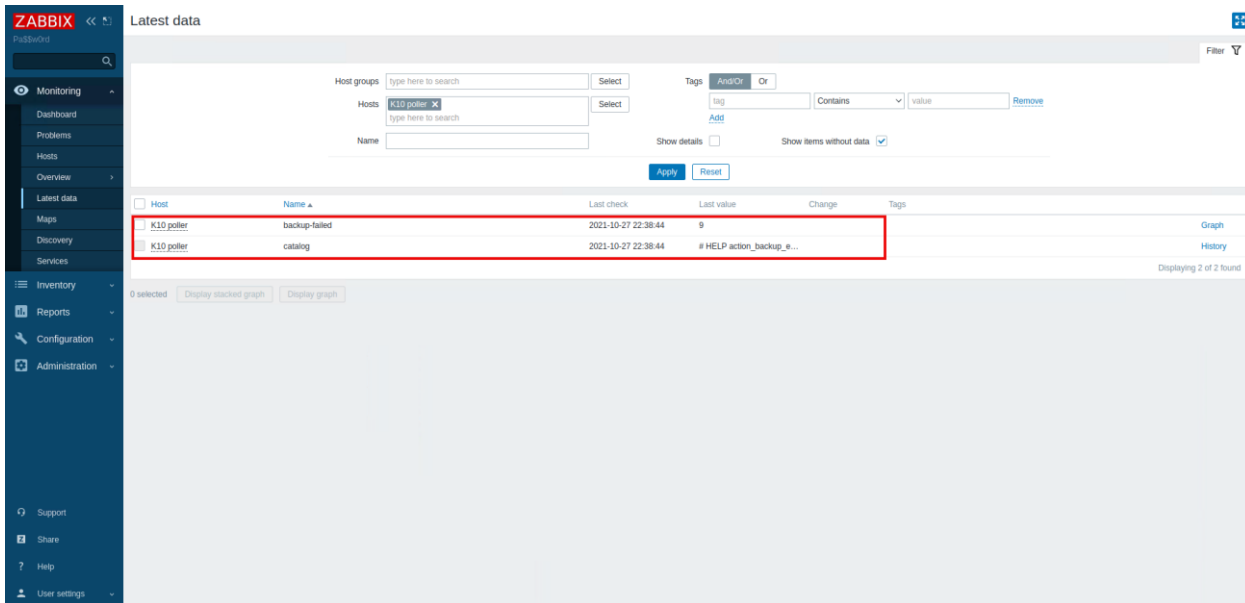 ZABBIX
Latest data
Pa$$w0rd
Filter
Monitoring
Dashboard
Problems
Hosts
Overview
Latest data
Maps
Discovery
Services
Inventory
Reports
Configuration
Administration
Support
Share
Help
User settings
Host groups type here to search Select Tags And/Or Or
Hosts K10 poller Select tag Contains value Remove
type here to search Add
Name Show details Show items without data
Apply Reset
Host Name Last check Last value Change Tags
K10 poller backup-failed 2021-10-27 22:38:44 9 Graph
K10 poller catalog 2021-10-27 22:38:44 # HELP action_backup_e... History
Displaying 2 of 2 found
0 selected Display stacked graph Display graph